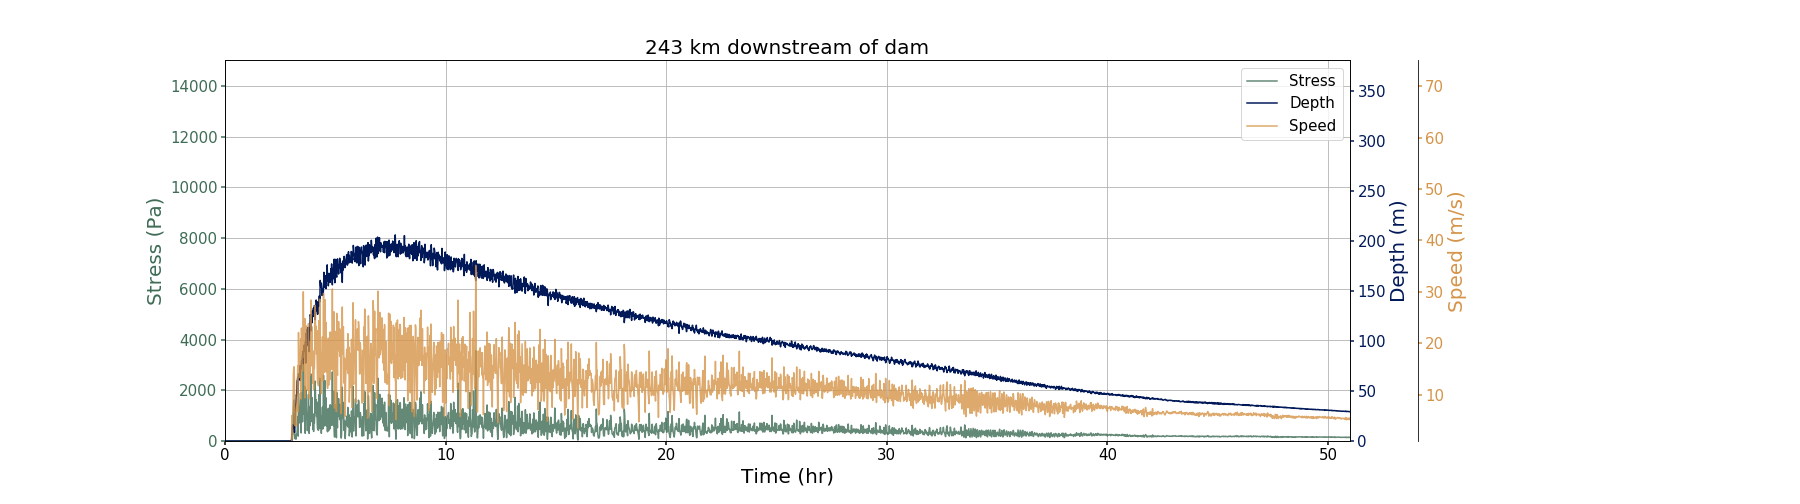 243 km downstream of dam
Stress (Pa)
14000
12000
10000
8000
6000
4000
2000
0
Stress
Depth
Speed
350
300
250
200
150
100
50
0
Depth (m)
70
60
50
40
30
20
10
Speed (m/s)
0 10 20 30 40 50
Time (hr)